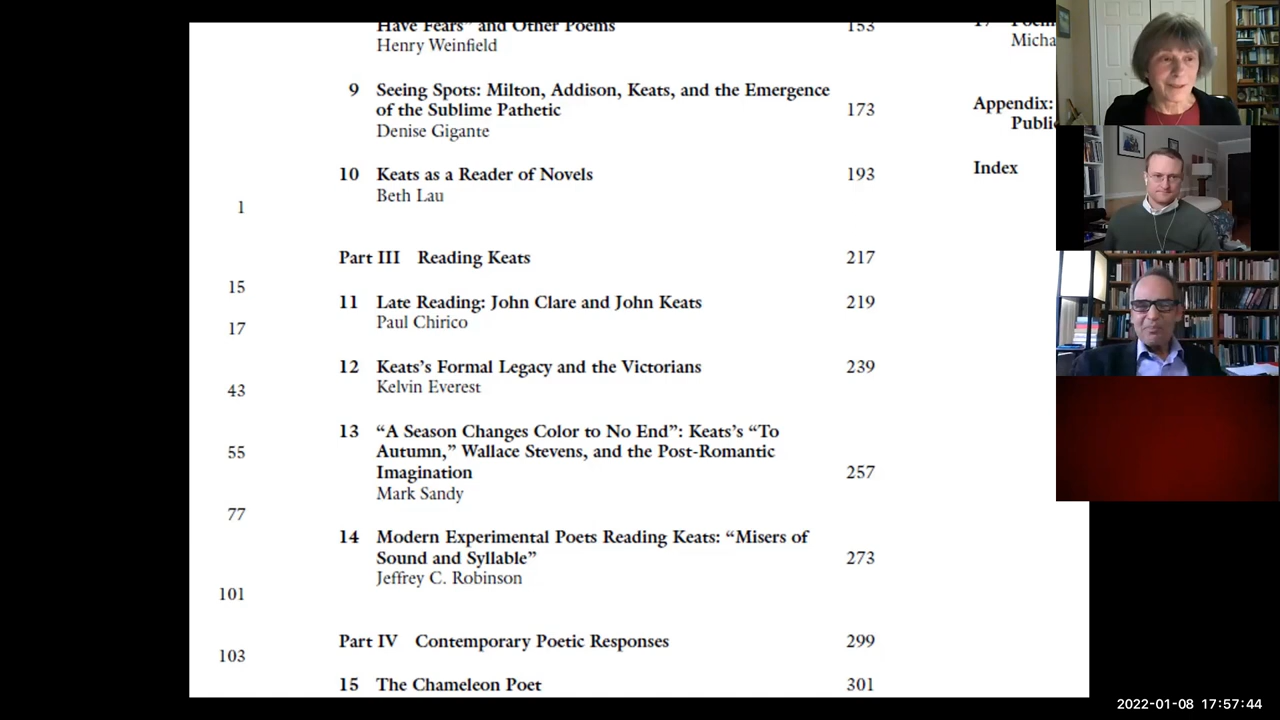 Have Fears” and Other Poems 153
Henry Weinfield
9 Seeing Spots: Milton, Addison, Keats, and the Emergence
of the Sublime Pathetic 173
Denise Gigante
10 Keats as a Reader of Novels 193
Beth Lau
Part III Reading Keats 217
11 Late Reading: John Clare and John Keats 219
Paul Chirico
12 Keats’s Formal Legacy and the Victorians 239
Kelvin Everest
13 “A Season Changes Color to No End”: Keats’s “To
Autumn,” Wallace Stevens, and the Post-Romantic
Imagination 257
Mark Sandy
14 Modern Experimental Poets Reading Keats: “Misers of
Sound and Syllable” 273
Jeffrey C. Robinson
Part IV Contemporary Poetic Responses 299
15 The Chameleon Poet 301
1
15
17
43
55
77
101
103
Micha
Appendix:
Public
Index
2022-01-08 17:57:44